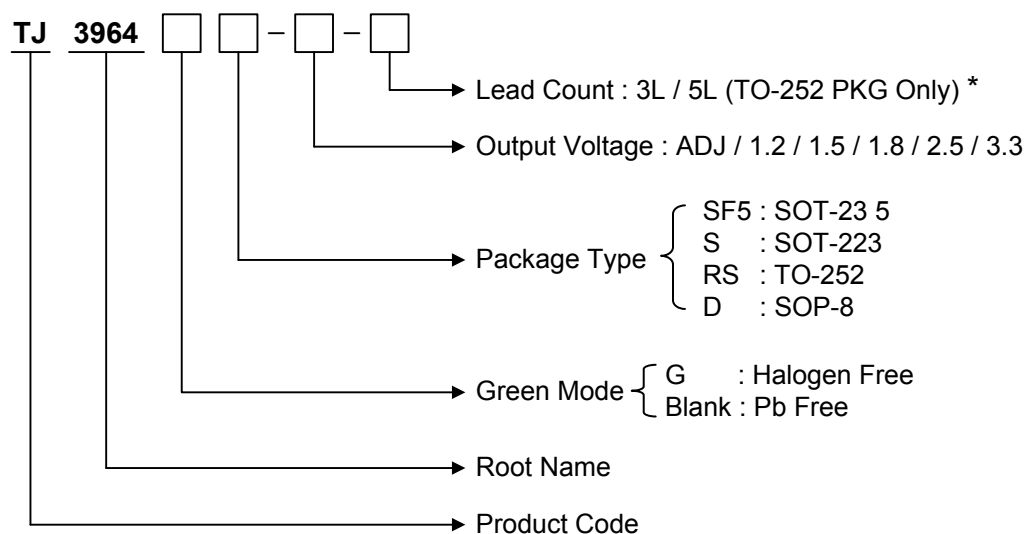 TJ 3964 – –
Lead Count : 3L / 5L (TO-252 PKG Only) *
Output Voltage : ADJ / 1.2 / 1.5 / 1.8 / 2.5 / 3.3
SF5 : SOT-23 5
S : SOT-223
Package Type
RS : TO-252
D : SOP-8
G : Halogen Free
Green Mode
Blank : Pb Free
Root Name
Product Code